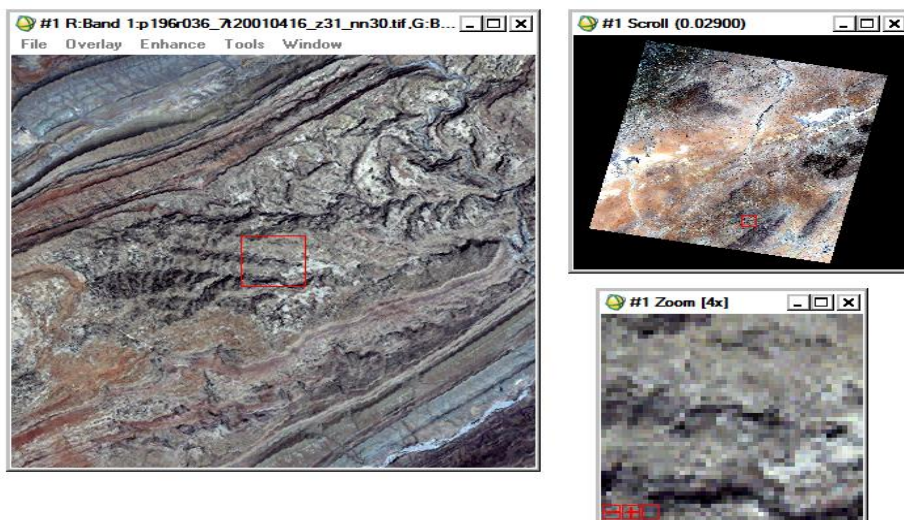 #1 R:Band 1:p196r036_7t20010416_z31_nn30.tif,G:B...
File Overlay Enhance Tools Window
#1 Scroll (0.02900)
#1 Zoom [4x]